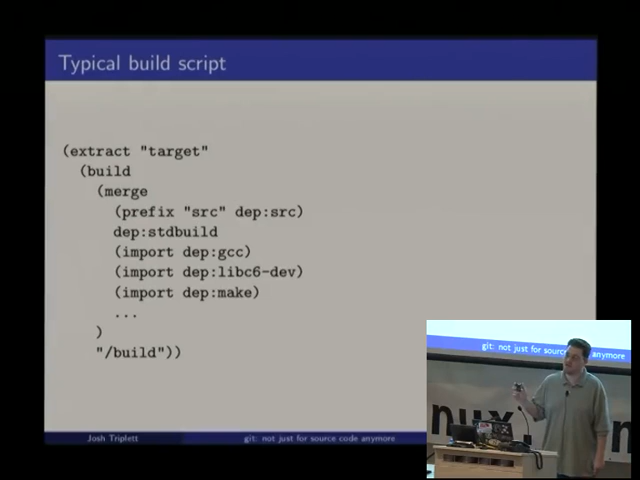 Typical build script
(extract "target"
(build
(merge
(prefix "src" dep:src)
dep:stdbuild
(import dep:gcc)
(import dep:libc6-dev)
(import dep:make)
...
)
"/build"))
git: not just for source anymore
Josh Triplett
git: not just for source code anymore